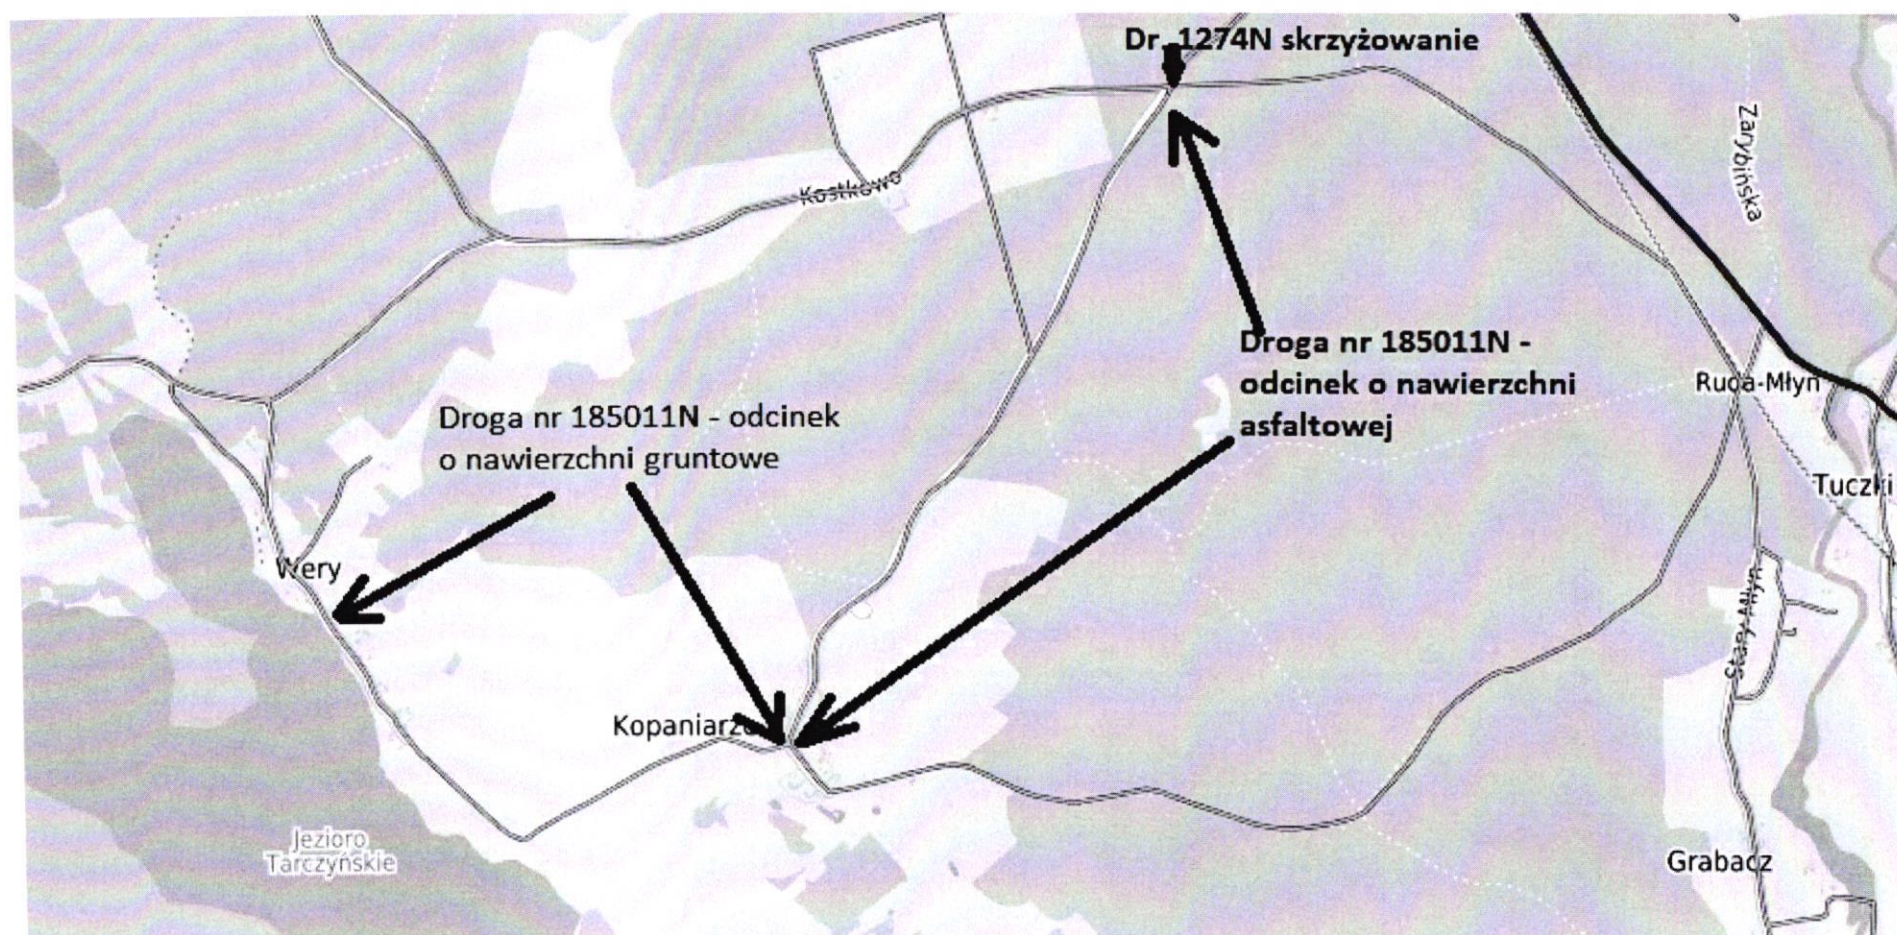 Dr. 1274N skrzyżowanie
Zarybińska
Kostkowo
Droga nr 185011N -
odcinek o nawierzchni
asfaltowej
Ruda-Młyn
Droga nr 185011N - odcinek
o nawierzchni gruntowe
Tuczki
Wery
Stary Młyn
Jezioro
Tarczyńskie
Grabacz